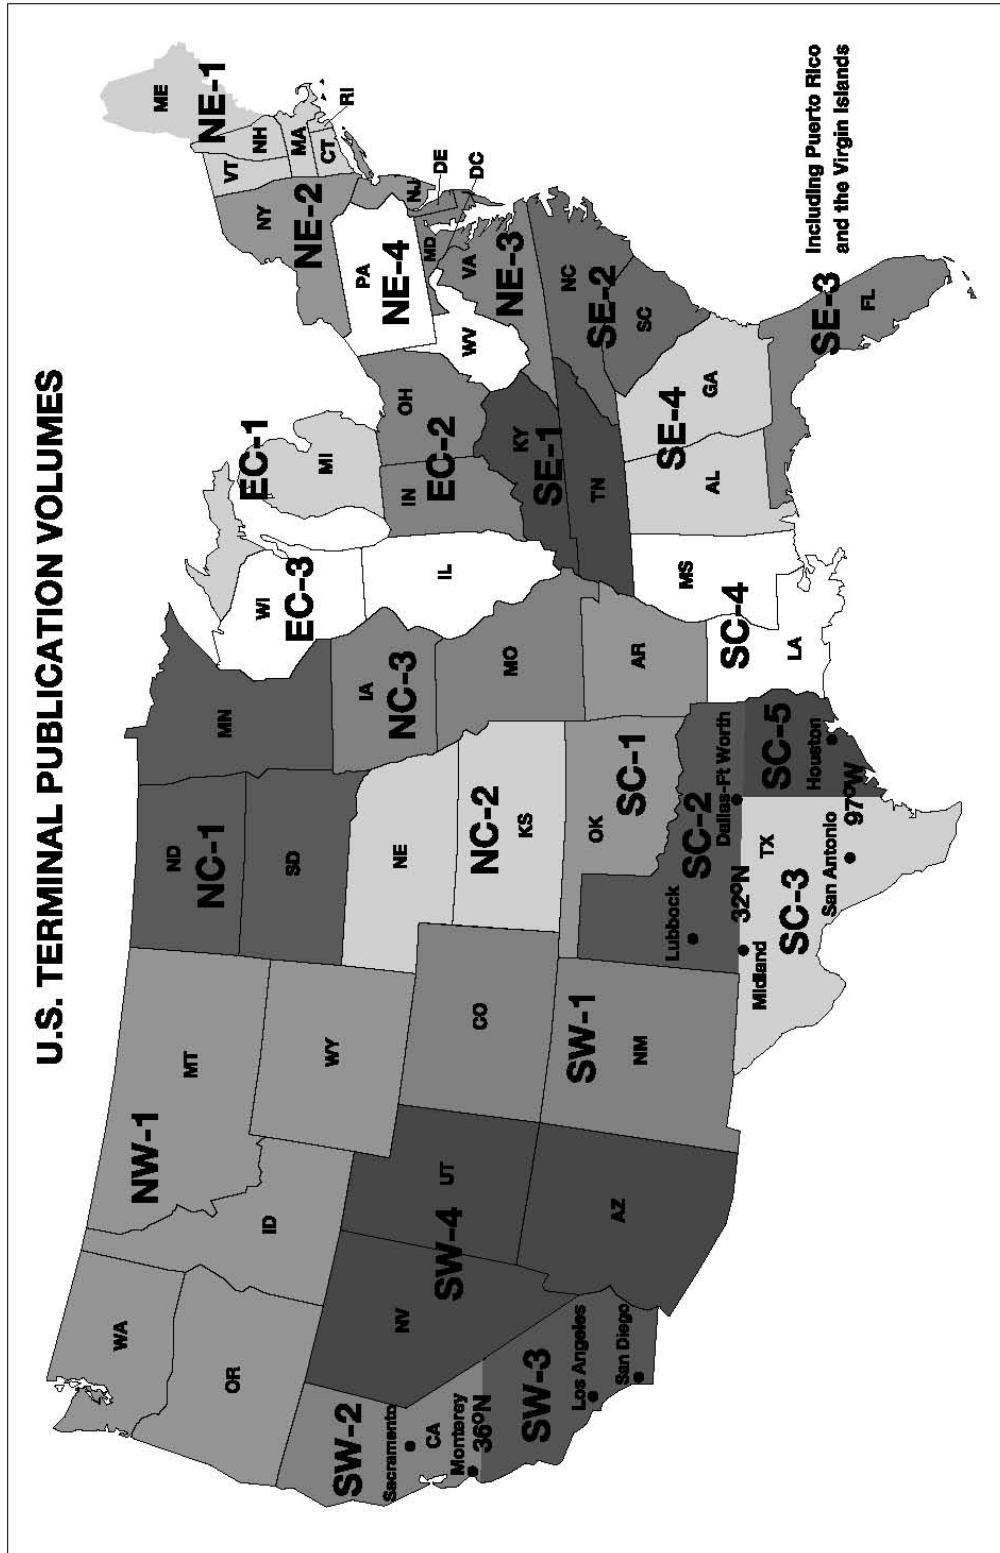 U.S. TERMINAL PUBLICATION VOLUMES
WA
OR
NW-1
MT
ID
WY
ND
NC-1
SD
MN
NE
NC-2
KS
IA
NC-3
MO
WI
EC-3
IL
EC-1
MI
IN
OH
EC-2
ME
NE-1
VT
NH
MA
CT
RI
NY
NE-2
PA
NE-4
NJ
DE
DC
MD
WV
VA
NE-3
KY
SE-1
TN
NC
SE-2
SC
SE-4
AL
GA
SE-3
FL
Including Puerto Rico
and the Virgin Islands
MS
SC-4
LA
AR
OK
SC-1
SC-2
Lubbock
Dallas-Ft Worth
32ºN
Midland
TX
SC-3
San Antonio
97ºW
SC-5
Houston
CO
SW-1
NM
UT
SW-4
NV
AZ
SW-2
Sacramento
CA
Monterey
36ºN
SW-3
Los Angeles
San Diego